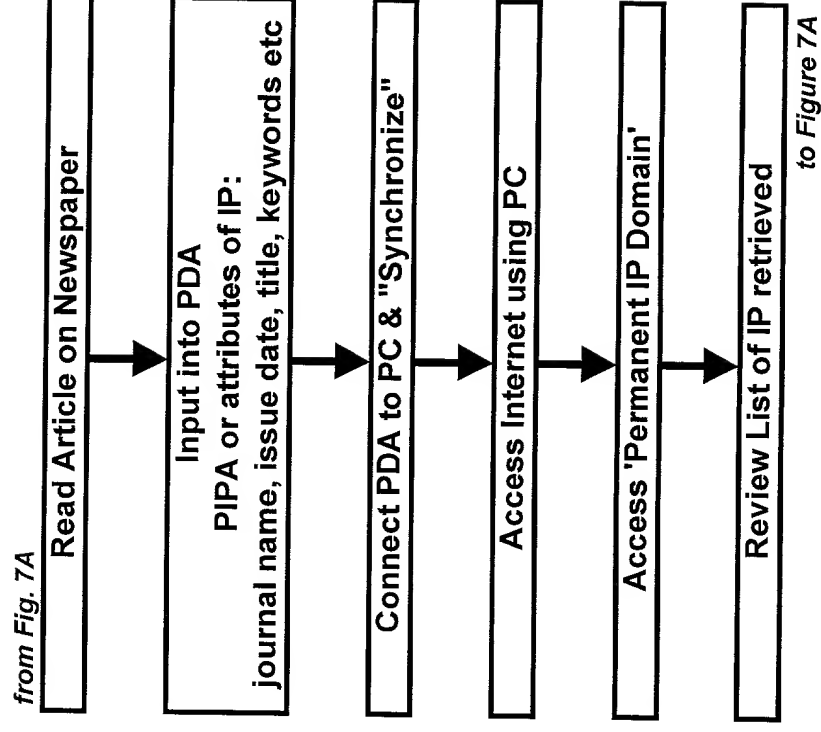 from Fig. 7A
Read Article on Newspaper
Input into PDA
PIPA or attributes of IP:
journal name, issue date, title, keywords etc
Connect PDA to PC & "Synchronize"
Access Internet using PC
Access 'Permanent IP Domain'
Review List of IP retrieved
to Figure 7A